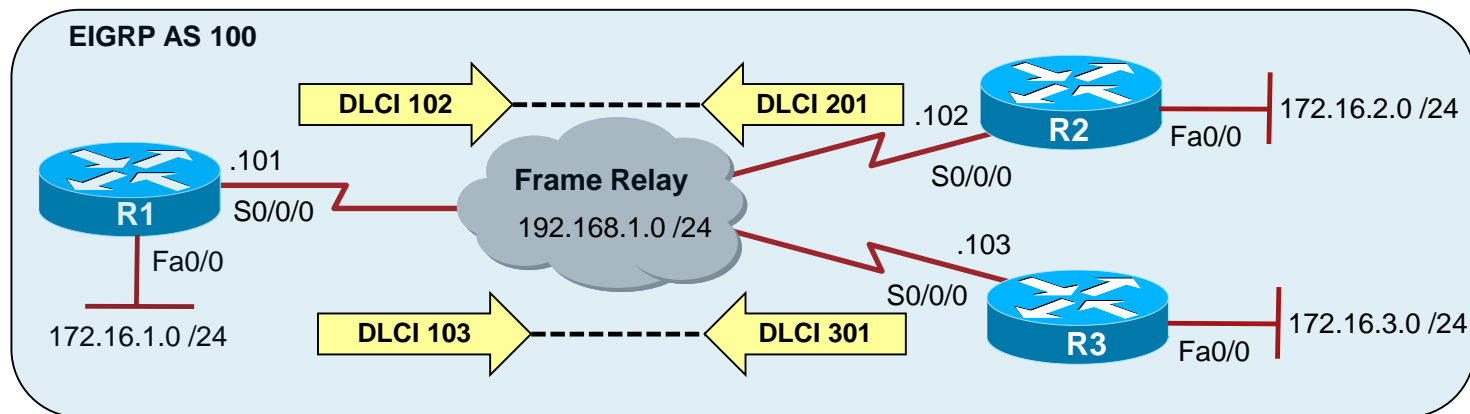 EIGRP AS 100
DLCI 102
DLCI 201
.102
R2
172.16.2.0 /24
Fa0/0
S0/0/0
.101
R1
S0/0/0
Fa0/0
172.16.1.0 /24
Frame Relay
192.168.1.0 /24
.103
S0/0/0
R3
172.16.3.0 /24
Fa0/0
DLCI 103
DLCI 301